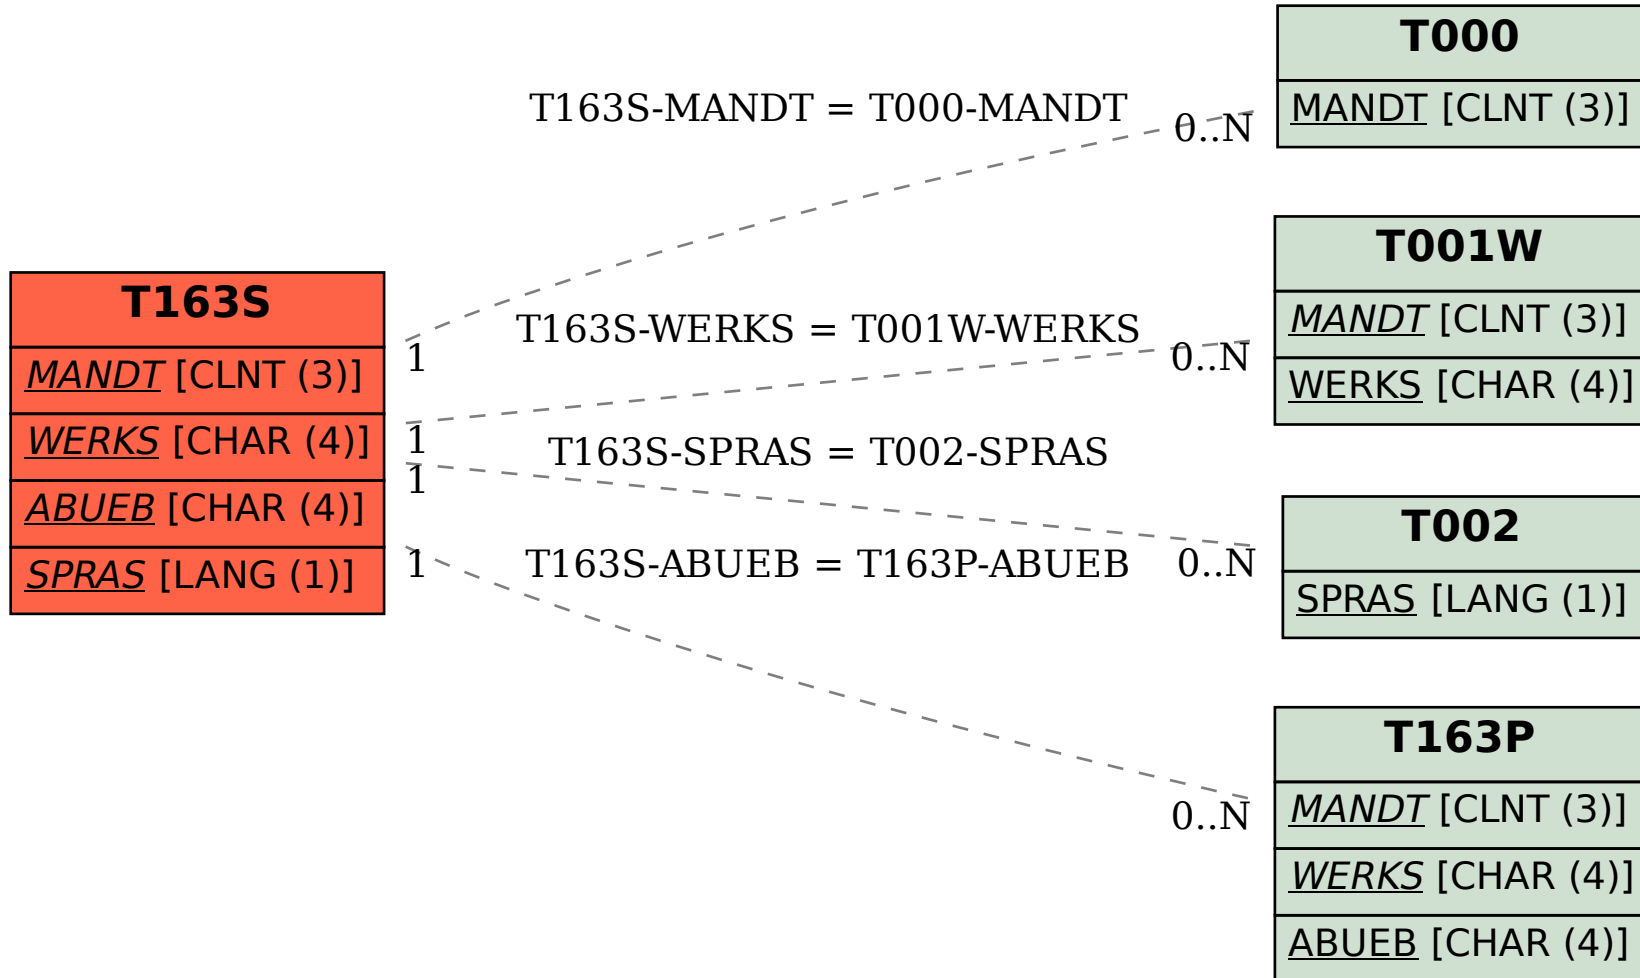 T163S
MANDT [CLNT (3)]
WERKS [CHAR (4)]
ABUEB [CHAR (4)]
SPRAS [LANG (1)]
T163S-MANDT = T000-MANDT
1
0..N
T163S-WERKS = T001W-WERKS
1
0..N
T163S-SPRAS = T002-SPRAS
1
0..N
T163S-ABUEB = T163P-ABUEB
1
0..N
T000
MANDT [CLNT (3)]
T001W
MANDT [CLNT (3)]
WERKS [CHAR (4)]
T002
SPRAS [LANG (1)]
T163P
MANDT [CLNT (3)]
WERKS [CHAR (4)]
ABUEB [CHAR (4)]